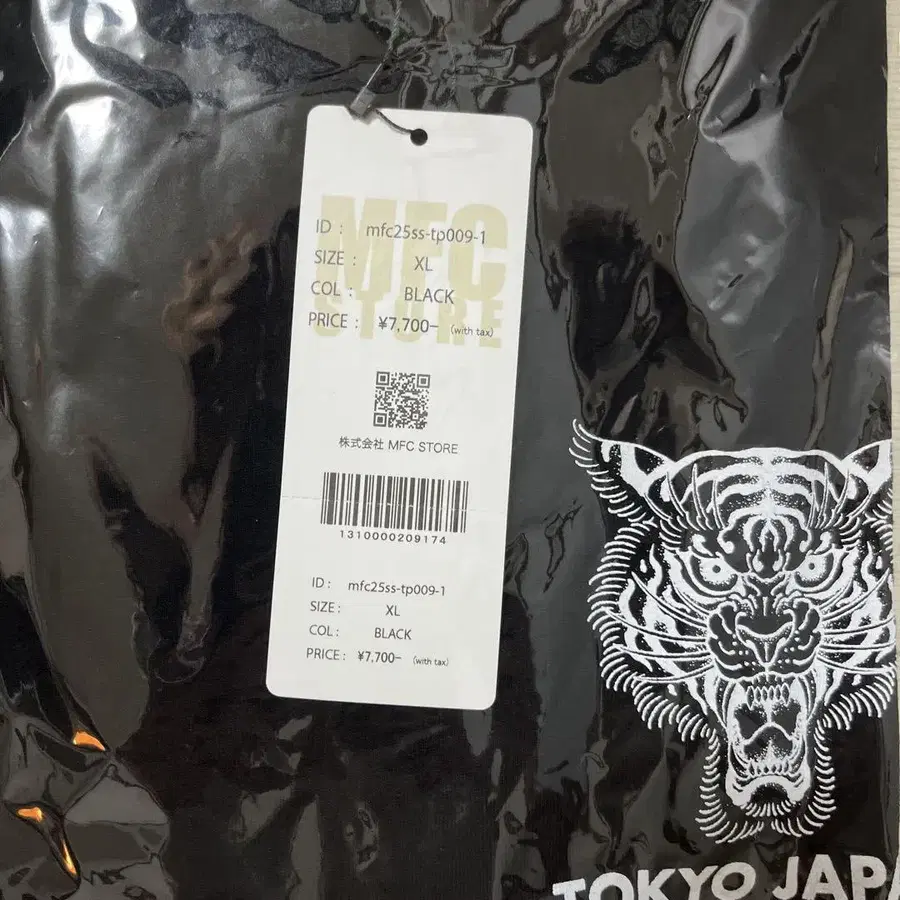 MFC
STORE
ID : mfc25ss-tp009-1
SIZE : XL
COL : BLACK
PRICE : ¥7,700− (with tax)
株式会社 MFC STORE
1310000209174
ID : mfc25ss-tp009-1
SIZE : XL
COL : BLACK
PRICE : ¥7,700− (with tax)
TOKYO JAPA